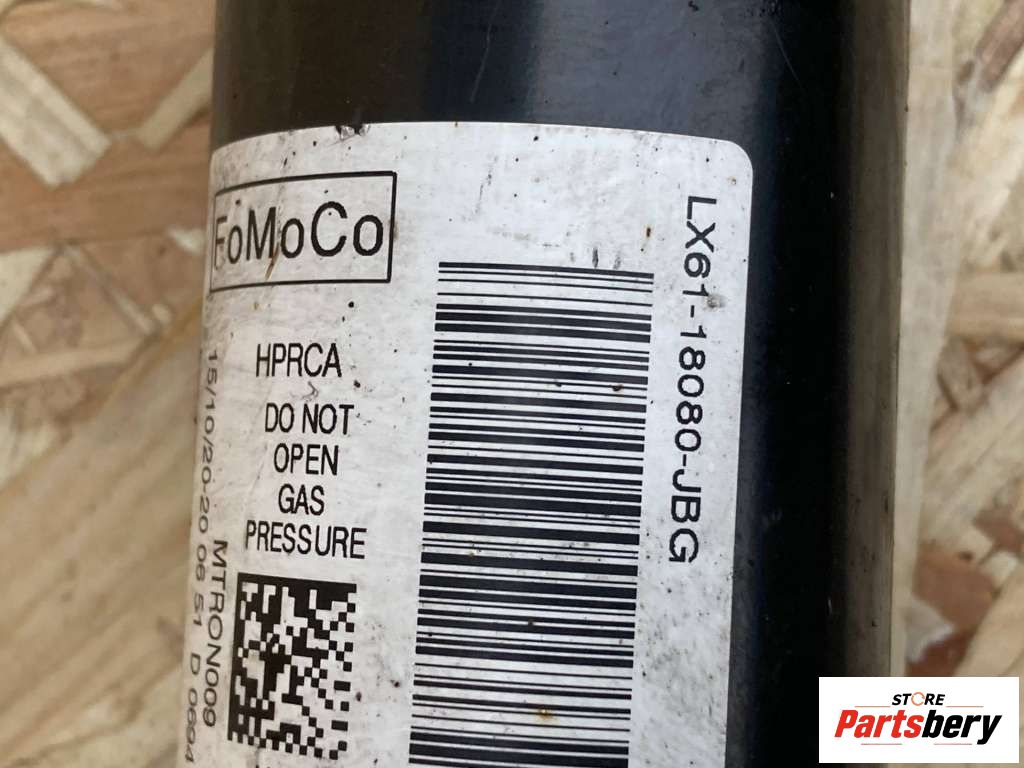 FoMoCo
HPRCA
DO NOT
OPEN
GAS
PRESSURE
LX61-18080-JBG
MTRON009
15/10/20-20 06 51 D 0694
STORE
Partsbery